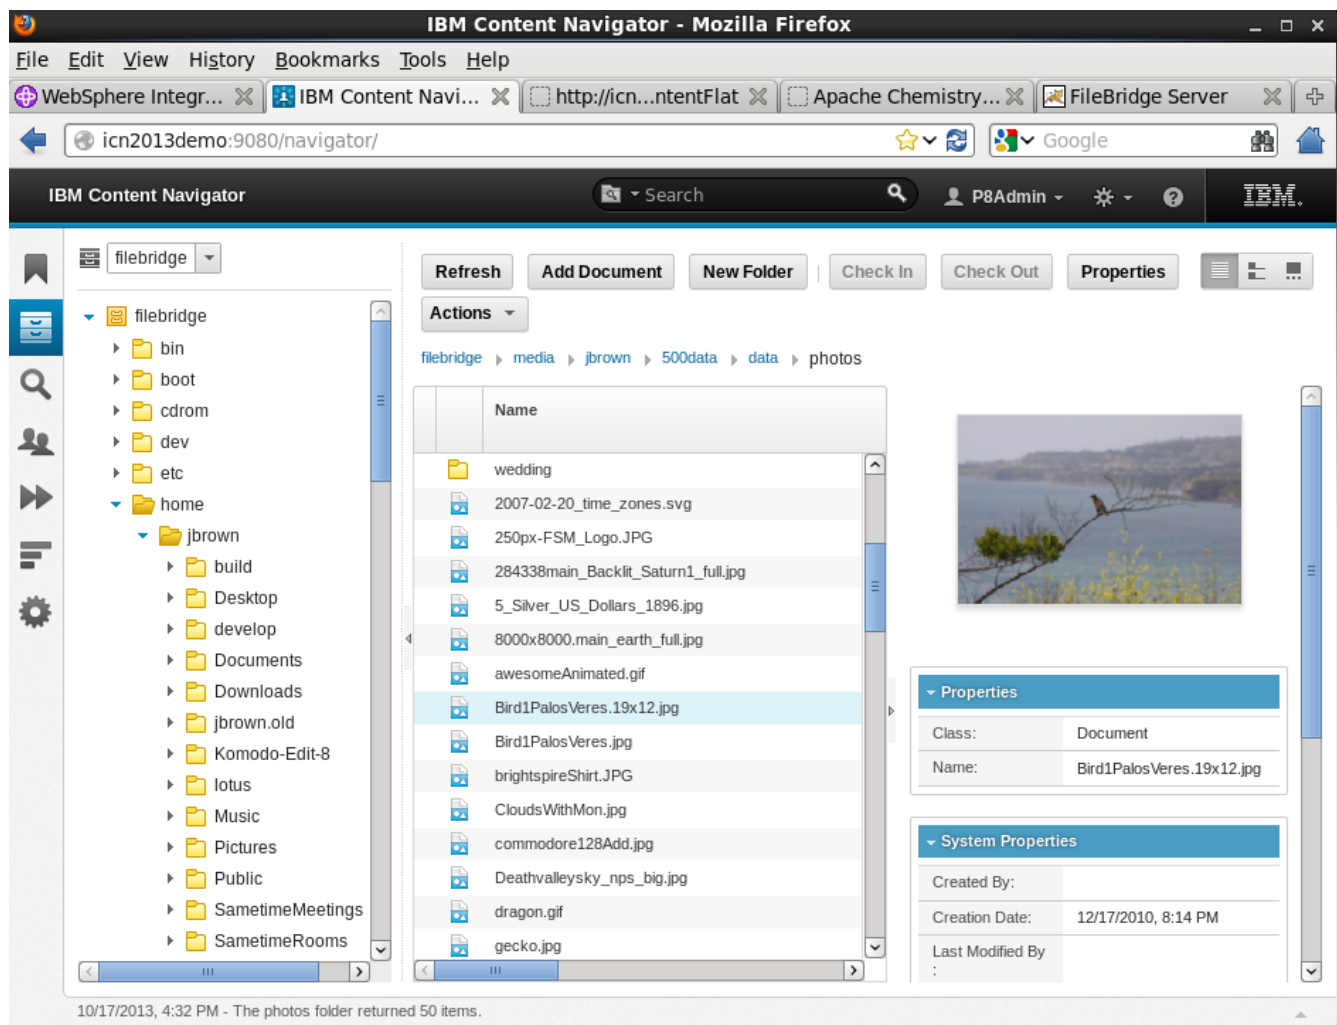 IBM Content Navigator - Mozilla Firefox
File Edit View History Bookmarks Tools Help
WebSphere Integr... IBM Content Navi... http://icn...ntentFlat Apache Chemistry... FileBridge Server
icn2013demo:9080/navigator/ Google
IBM Content Navigator Search P8Admin ? IBM.
filebridge
Refresh Add Document New Folder Check In Check Out Properties
Actions
filebridge media jbrown 500data data photos
filebridge
bin
boot
cdrom
dev
etc
home
jbrown
build
Desktop
develop
Documents
Downloads
jbrown.old
Komodo-Edit-8
lotus
Music
Pictures
Public
SametimeMeetings
SametimeRooms
Name
wedding
2007-02-20_time_zones.svg
250px-FSM_Logo.JPG
284338main_Backlit_Saturn1_full.jpg
5_Silver_US_Dollars_1896.jpg
8000x8000.main_earth_full.jpg
awesomeAnimated.gif
Bird1PalosVeres.19x12.jpg
Bird1PalosVeres.jpg
brightspireShirt.JPG
CloudsWithMon.jpg
commodore128Add.jpg
Deathvalleysky_nps_big.jpg
dragon.gif
gecko.jpg
Properties
Class: Document
Name: Bird1PalosVeres.19x12.jpg
System Properties
Created By:
Creation Date: 12/17/2010, 8:14 PM
Last Modified By
:
10/17/2013, 4:32 PM - The photos folder returned 50 items.